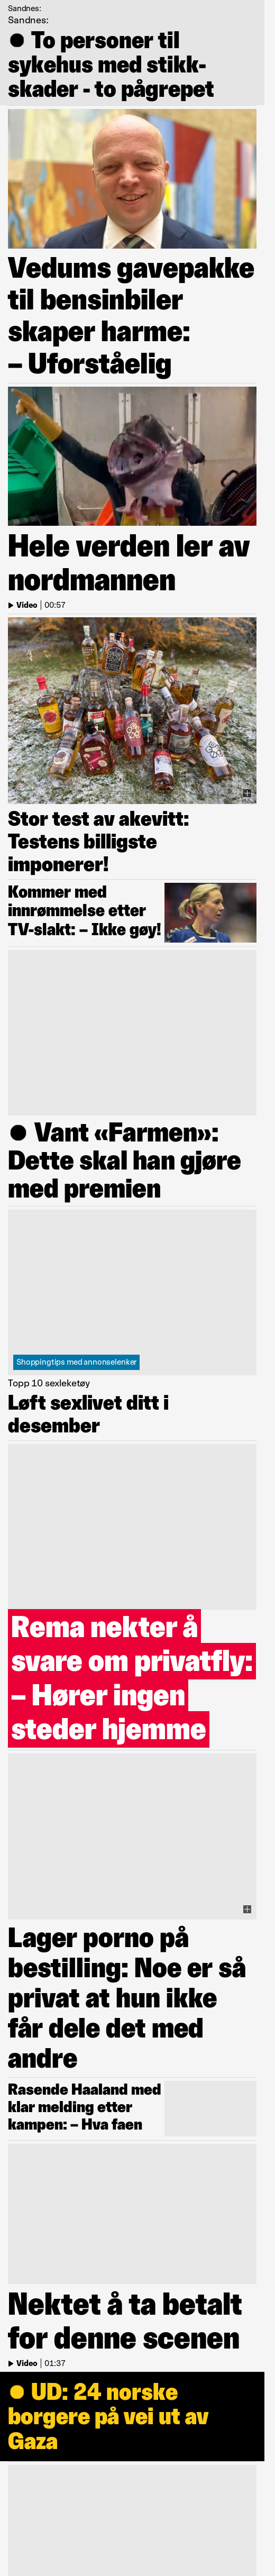 Sandnes:
Sandnes:
● To personer til
sykehus med stikk-
skader - to pågrepet
Vedums gavepakke
til bensinbiler
skaper harme:
– Uforståelig
Hele verden ler av
nordmannen
Video | 00:57
Stor test av akevitt:
Testens billigste
imponerer!
Kommer med
innrømmelse etter
TV-slakt: – Ikke gøy!
● Vant «Farmen»:
Dette skal han gjøre
med premien
Shoppingtips med annonselenker
Topp 10 sexleketøy
Løft sexlivet ditt i
desember
Rema nekter å
svare om privatfly:
– Hører ingen
steder hjemme
Lager porno på
bestilling: Noe er så
privat at hun ikke
får dele det med
andre
Rasende Haaland med
klar melding etter
kampen: – Hva faen
Nektet å ta betalt
for denne scenen
Video | 01:37
● UD: 24 norske
borgere på vei ut av
Gaza